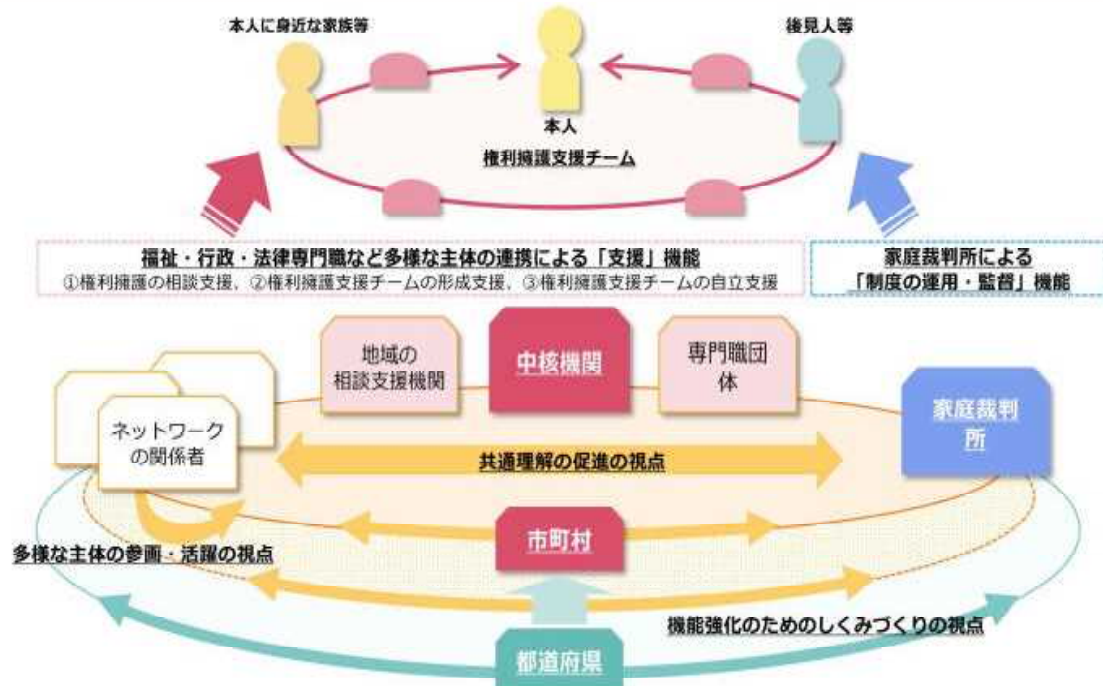 本人に身近な家族等
後見人等
本人
権利擁護支援チーム
福祉・行政・法律専門職など多様な主体の連携による「支援」機能
①権利擁護の相談支援、②権利擁護支援チームの形成支援、③権利擁護支援チームの自立支援
家庭裁判所による
「制度の運用・監督」機能
地域の
相談支援機関
中核機関
専門職団
体
ネットワーク
の関係者
家庭裁判
所
共通理解の促進の視点
市町村
多様な主体の参画・活躍の視点
機能強化のためのしくみづくりの視点
都道府県